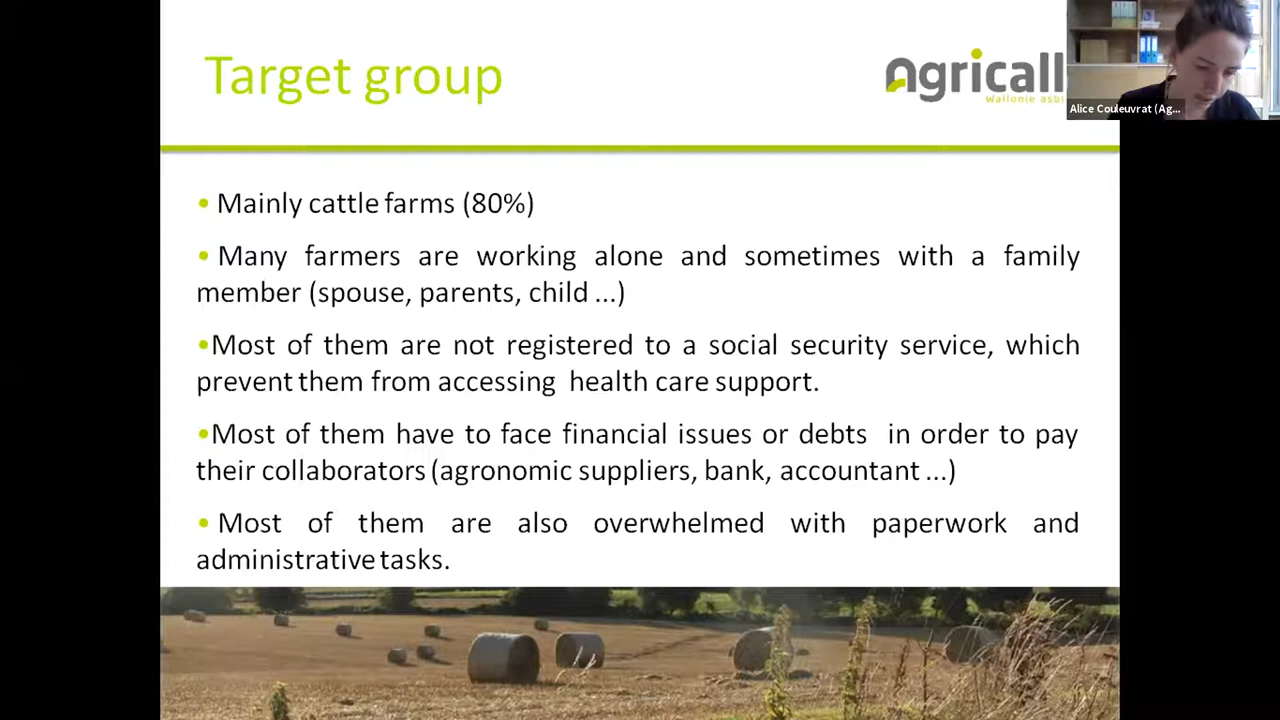 Target group
Agricall
wallonie asbl
Alice Couleuvrat (Ag...
• Mainly cattle farms (80%)
• Many farmers are working alone and sometimes with a family
member (spouse, parents, child ...)
•Most of them are not registered to a social security service, which
prevent them from accessing health care support.
•Most of them have to face financial issues or debts in order to pay
their collaborators (agronomic suppliers, bank, accountant ...)
• Most of them are also overwhelmed with paperwork and
administrative tasks.